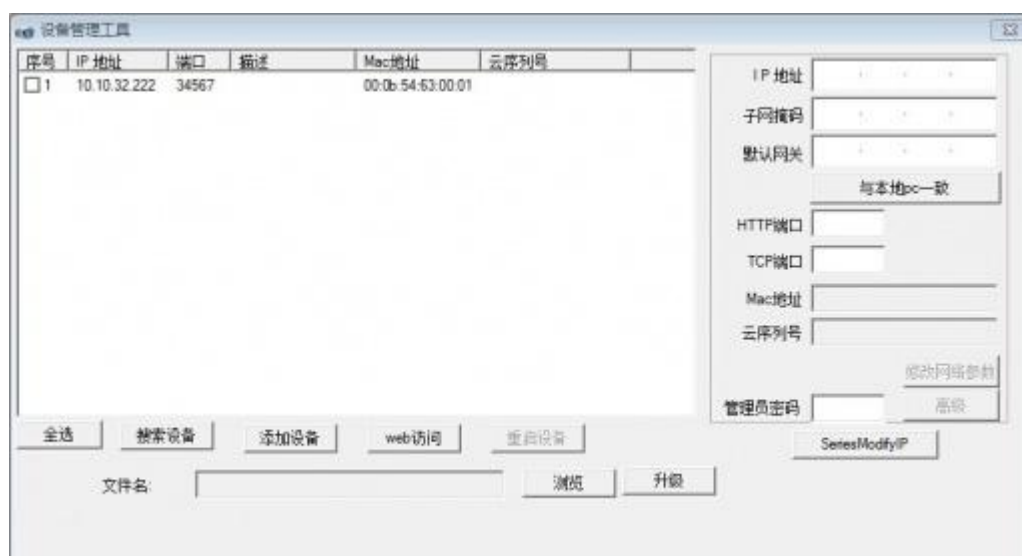 设备管理工具
序号 IP 地址 端口 描述 Mac地址 云序列号
1 10.10.32.222 34567 00:0b:54:63:00:01
IP 地址
子网掩码
默认网关
与本地pc一致
HTTP端口
TCP端口
Mac地址
云序列号
修改网络参数
管理员密码 高级
全选 搜索设备 添加设备 web访问 重启设备 SeriesModifyIP
文件名: 浏览 升级